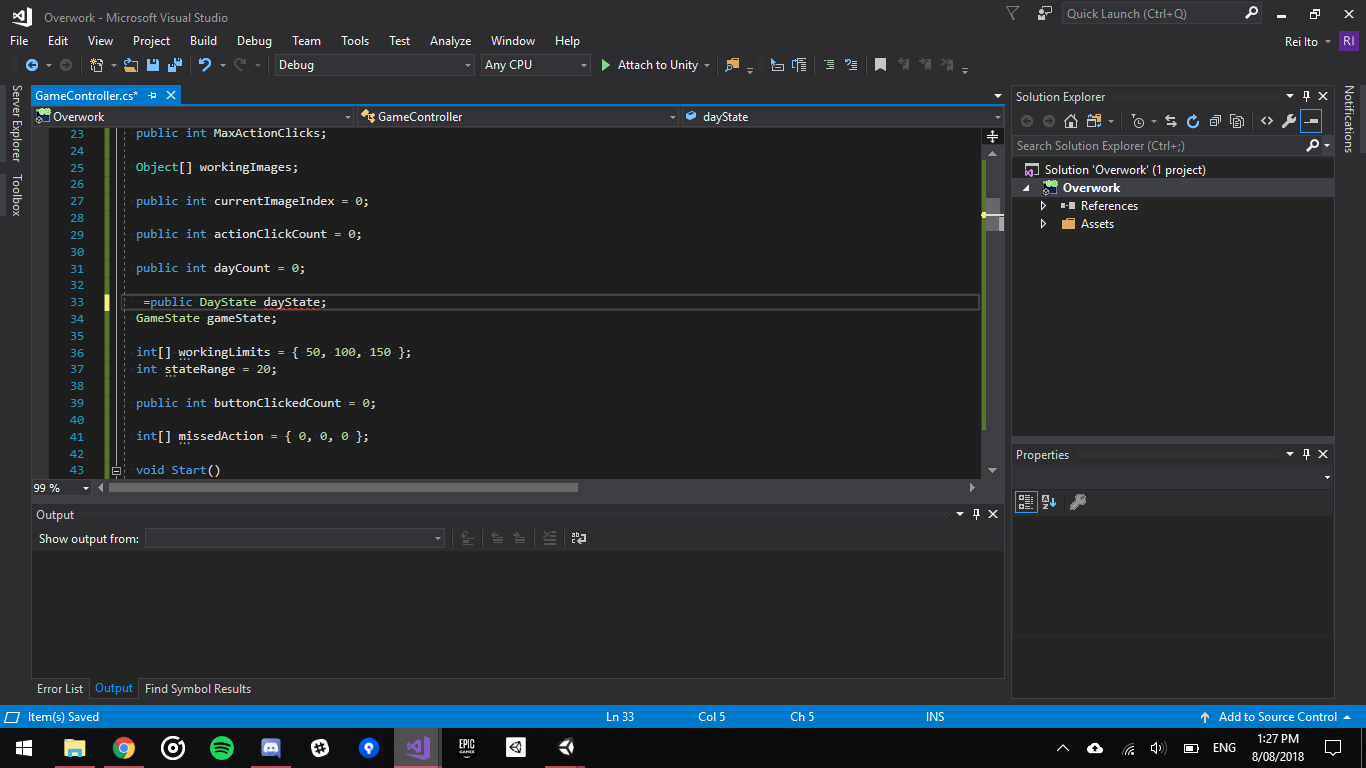 Overwork - Microsoft Visual Studio
Quick Launch (Ctrl+Q)
File Edit View Project Build Debug Team Tools Test Analyze Window Help
Rei Ito RI
Debug Any CPU Attach to Unity
Server Explorer
Toolbox
GameController.cs*
Overwork GameController dayState
23 public int MaxActionClicks;
24
25 Object[] workingImages;
26
27 public int currentImageIndex = 0;
28
29 public int actionClickCount = 0;
30
31 public int dayCount = 0;
32
33 =public DayState dayState;
34 GameState gameState;
35
36 int[] workingLimits = { 50, 100, 150 };
37 int stateRange = 20;
38
39 public int buttonClickedCount = 0;
40
41 int[] missedAction = { 0, 0, 0 };
42
43 void Start()
99 %
Output
Show output from:
Error List Output Find Symbol Results
Solution Explorer
Search Solution Explorer (Ctrl+;)
Solution 'Overwork' (1 project)
Overwork
References
Assets
Properties
Notifications
Item(s) Saved Ln 33 Col 5 Ch 5 INS Add to Source Control
EPIC GAMES
ENG
1:27 PM
8/08/2018